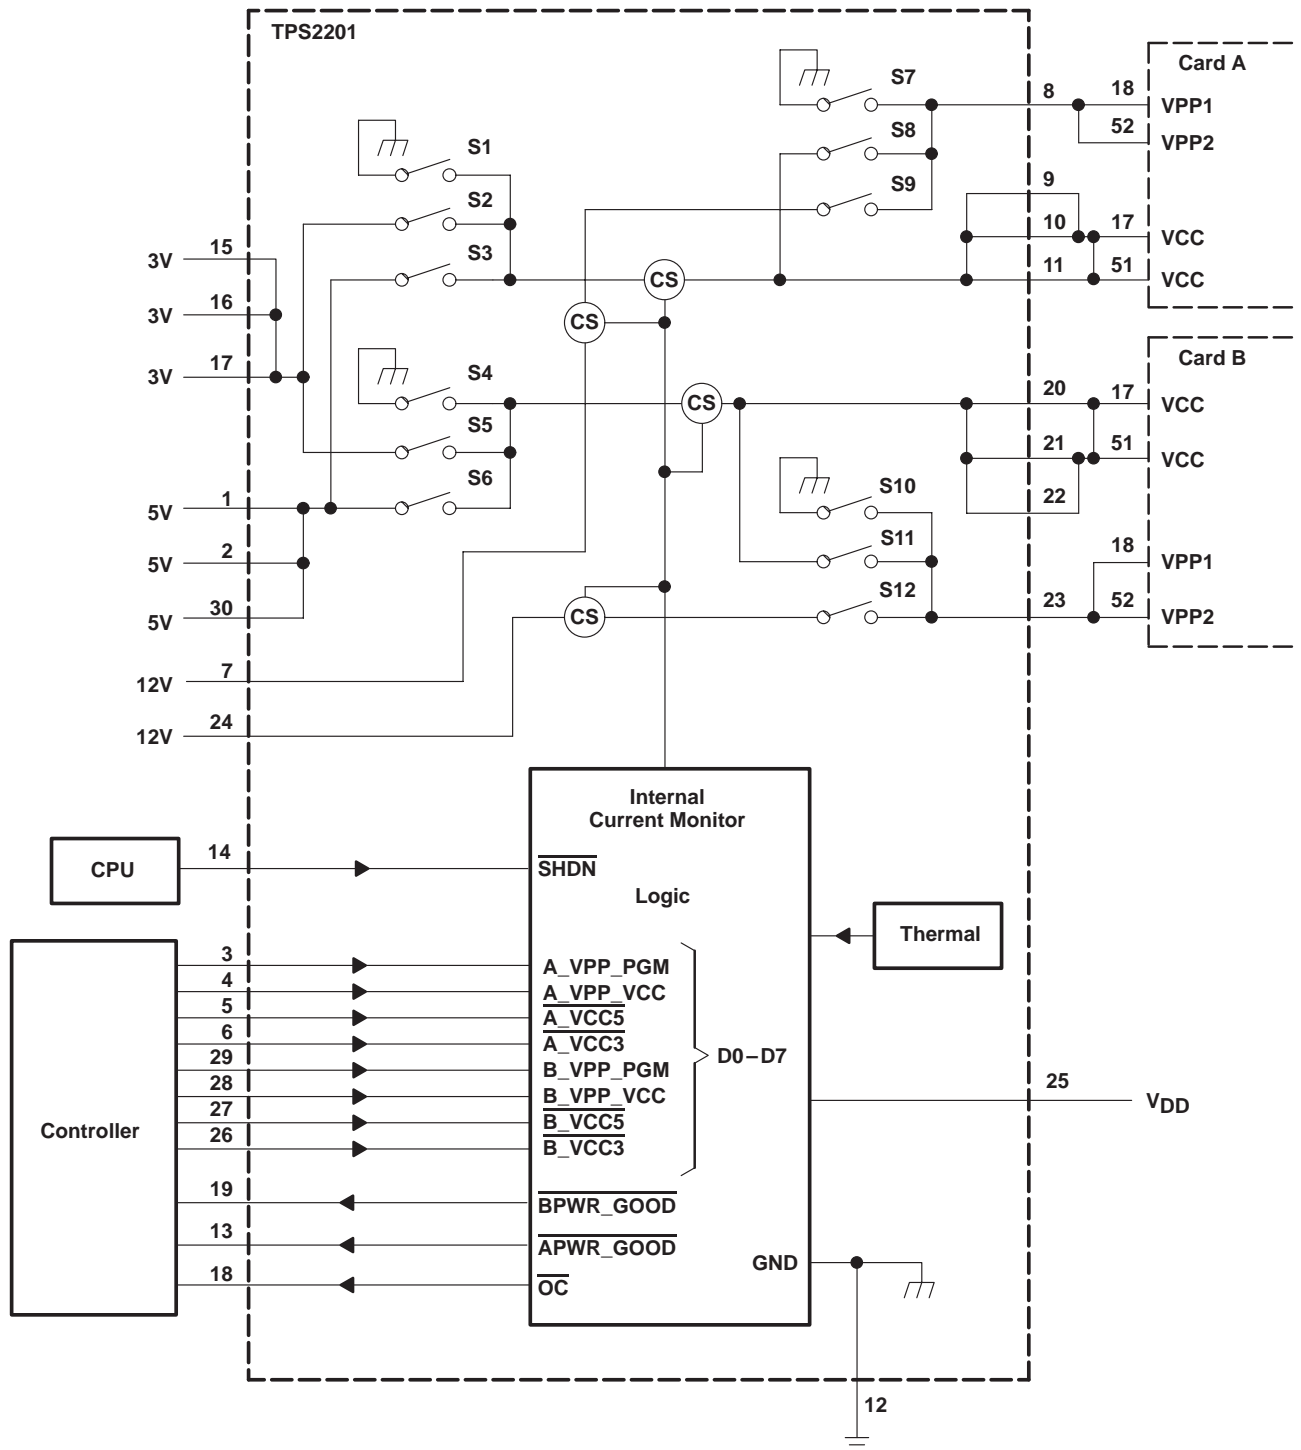 TPS2201
S7
8
18
Card A
VPP1
S8
52
VPP2
S1
S9
9
S2
10
17
VCC
15
3V
S3
CS
11
51
VCC
16
3V
CS
17
3V
S4
CS
20
17
Card B
VCC
S5
21
51
VCC
S6
S10
22
1
5V
S11
2
5V
18
VPP1
30
5V
CS
S12
23
52
VPP2
7
12V
24
12V
Internal
Current Monitor
CPU
14
SHDN
Logic
Thermal
Controller
3
A_VPP_PGM
4
A_VPP_VCC
5
A_VCC5
6
A_VCC3
29
B_VPP_PGM
28
B_VPP_VCC
27
B_VCC5
26
B_VCC3
D0–D7
25
VDD
19
BPWR_GOOD
13
APWR_GOOD
18
OC
GND
12